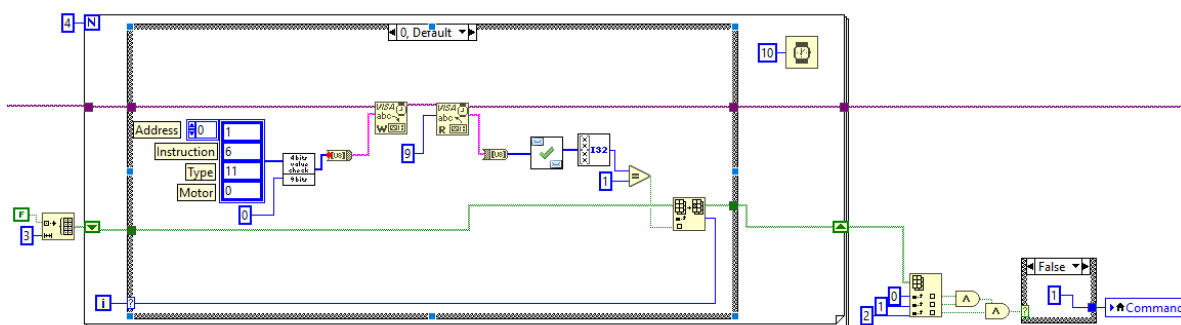 4 N
0, Default
10
VISA VISA
abc abc
W R
Address 0 1
Instruction 6
Type 11
Motor 0
4bits
value
check
9bits
[U8]
9
[U8]
I32
1
=
0
F
3
i
?
0
1
2
∧
∧
False
1
?
Command